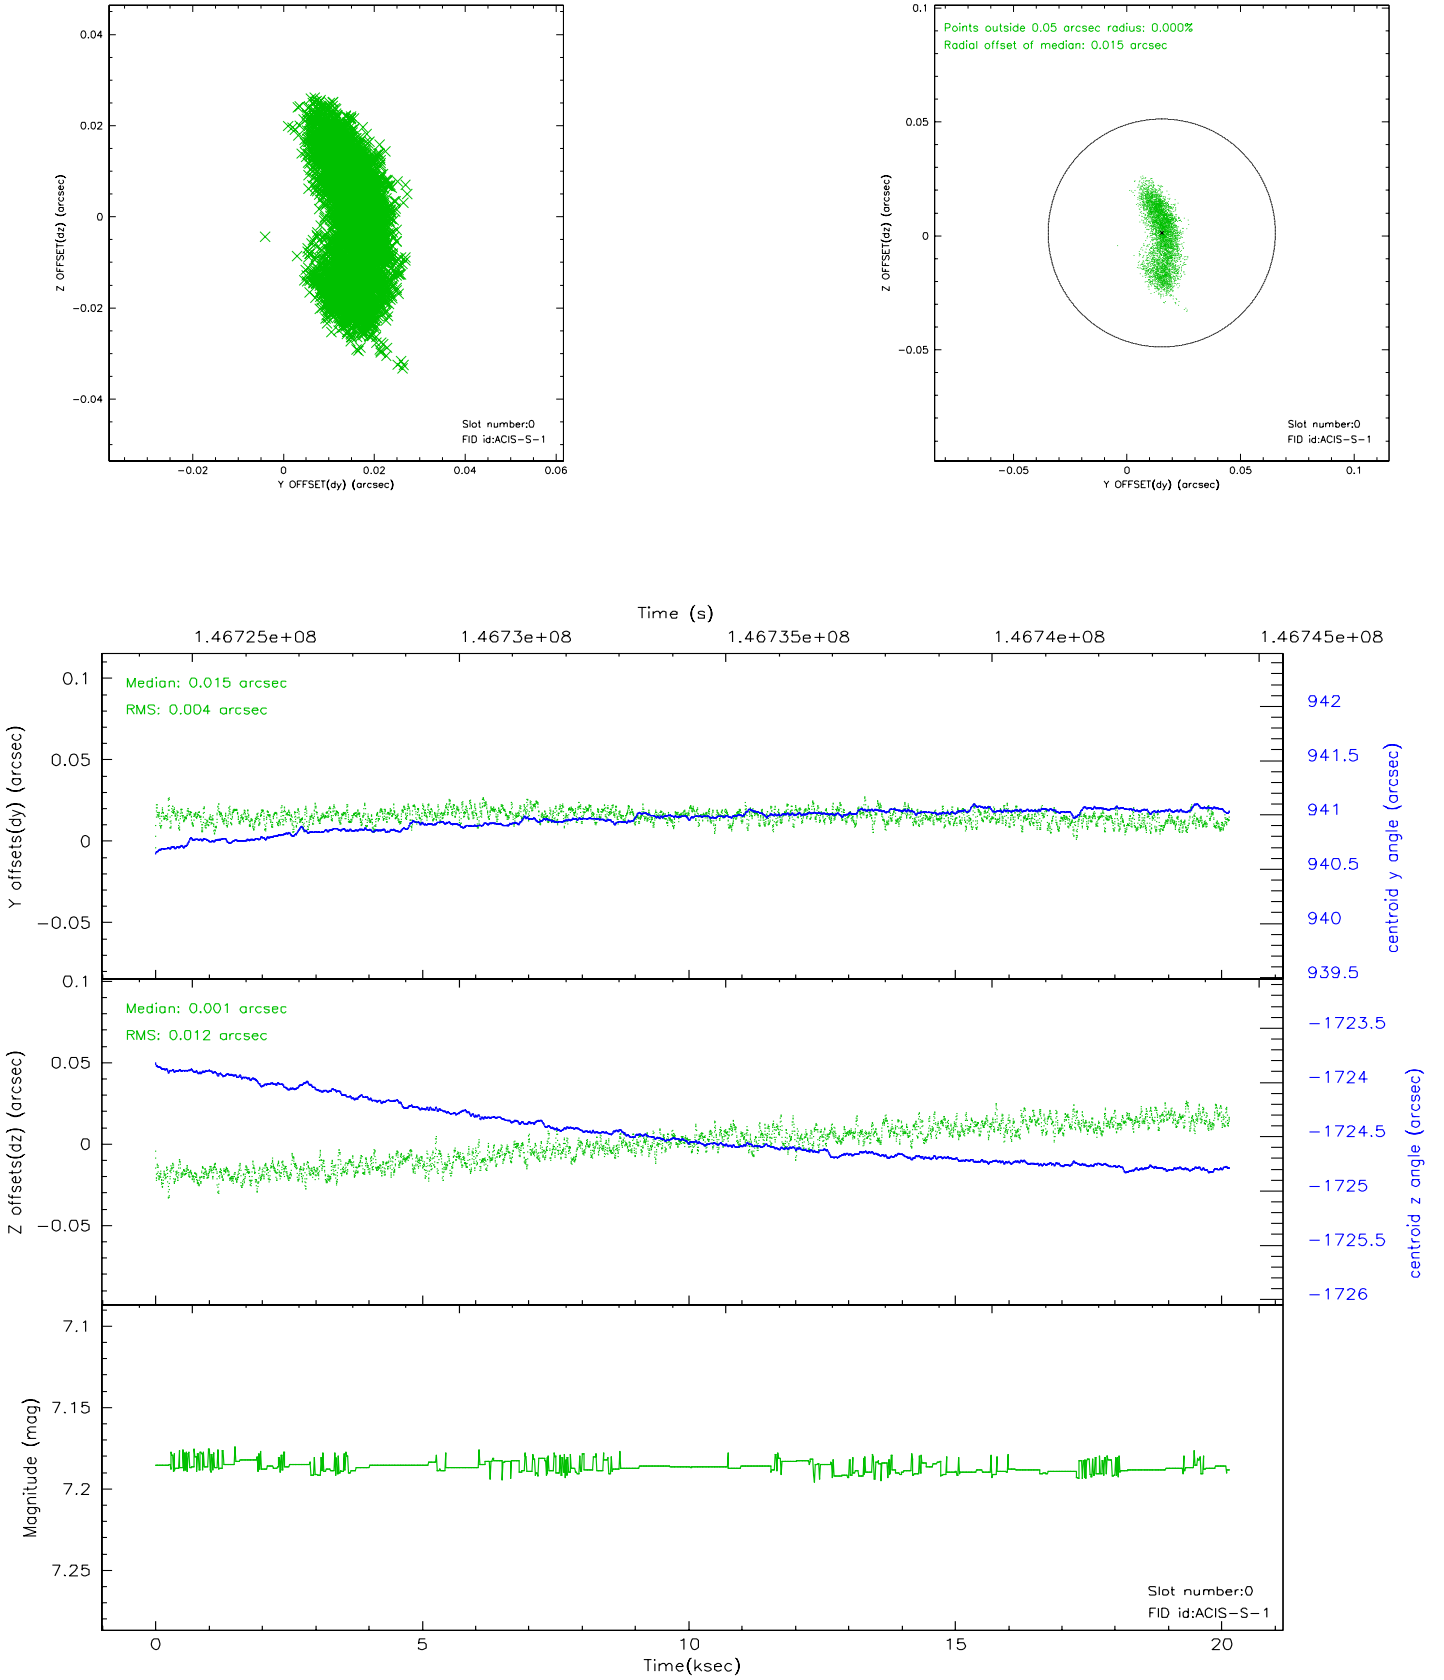 0.04
0.02
0
−0.02
−0.04
Z OFFSET(dz) (arcsec)
Slot number:0
FID id:ACIS−S−1
−0.02
0
0.02
0.04
0.06
Y OFFSET(dy) (arcsec)
0.1
0.05
0
−0.05
Z OFFSET(dz) (arcsec)
Points outside 0.05 arcsec radius: 0.000%
Radial offset of median: 0.015 arcsec
Slot number:0
FID id:ACIS−S−1
−0.05
0
0.05
0.1
Y OFFSET(dy) (arcsec)
Time (s)
1.46725e+08
1.4673e+08
1.46735e+08
1.4674e+08
1.46745e+08
Median: 0.015 arcsec
RMS: 0.004 arcsec
0.1
0.05
0
−0.05
Y offsets(dy) (arcsec)
942
941.5
941
940.5
940
939.5
centroid y angle (arcsec)
Median: 0.001 arcsec
RMS: 0.012 arcsec
0.1
0.05
0
−0.05
Z offsets(dz) (arcsec)
−1723.5
−1724
−1724.5
−1725
−1725.5
−1726
centroid z angle (arcsec)
7.1
7.15
7.2
7.25
Magnitude (mag)
Slot number:0
FID id:ACIS−S−1
0
5
10
15
20
Time(ksec)